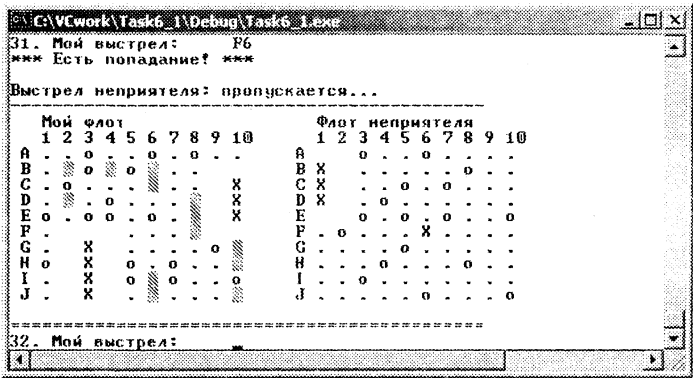 C:\VCwork\Task6_1\Debug\Task6_1.exe
31. Мой выстрел: F6
*** Есть попадание! ***
Выстрел неприятеля: пропускается...
Мой флот Флот неприятеля
1 2 3 4 5 6 7 8 9 10 1 2 3 4 5 6 7 8 9 10
A . . o . . o . o . . A o . . o . . . .
B . o . o . . B X . . . . . o . .
C . o . . . . . X C X . . o . o . . .
D . . o . . . X D X . o . . . . . .
E o . o o . o . X E o . o . o . . o
F . . . . . F . o . . . X . . . .
G . X . . . . o G . . . . o . . . . .
H o X o . o . . H . . . o . . . o . .
I . X . o o . . o I . . o . . . . . . .
J . X . . . . . J . . . . . o . . . o
================================================
32. Мой выстрел: